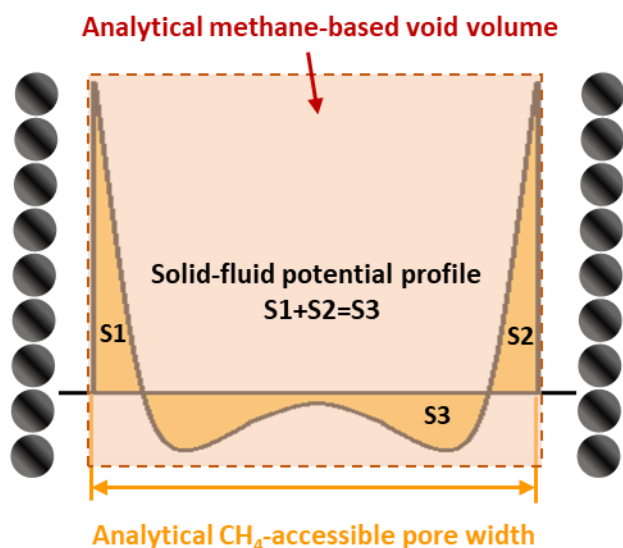 Analytical methane-based void volume
Solid-fluid potential profile
S1+S2=S3
S1
S2
S3
Analytical CH₄-accessible pore width